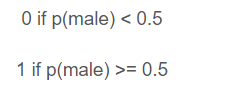 0 if p(male) < 0.5
1 if p(male) >= 0.5